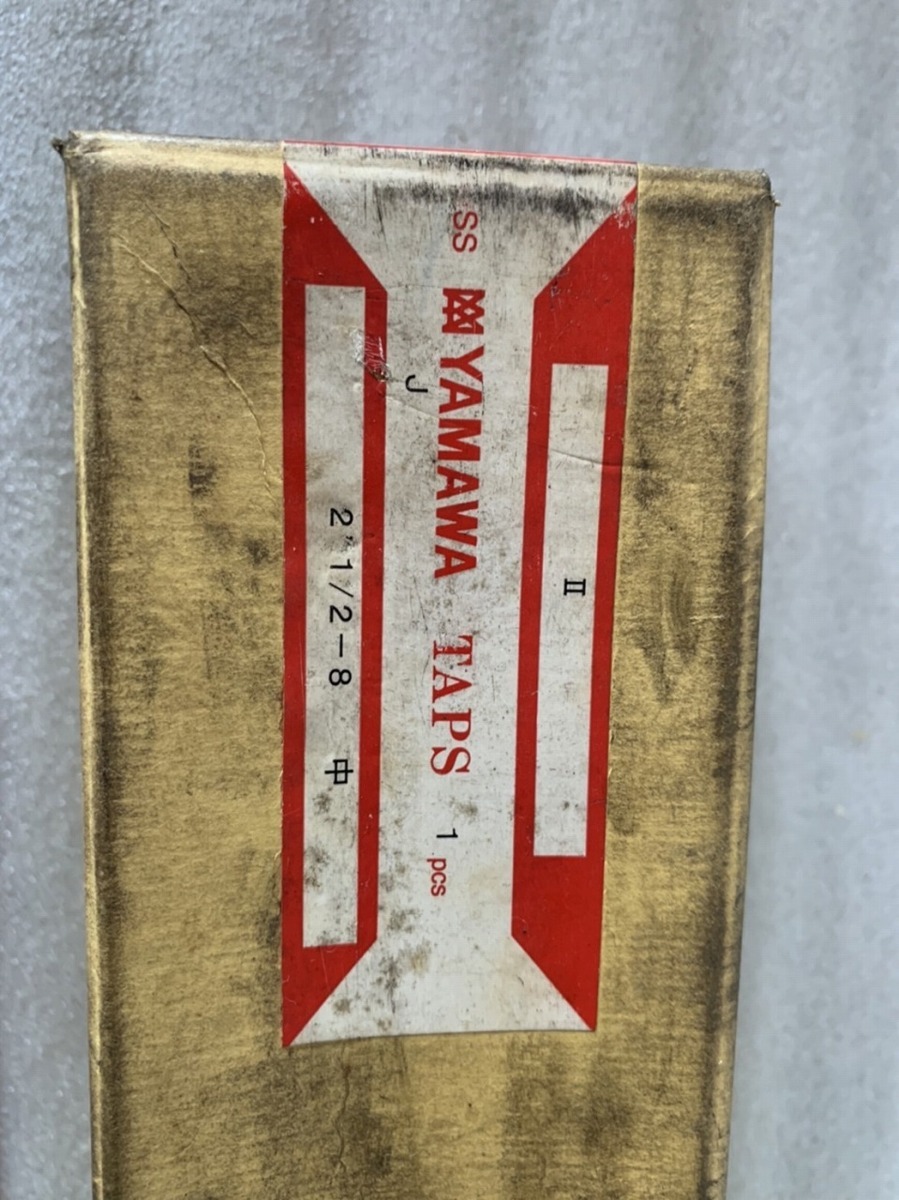 II
SS YAMAWA TAPS 1 pcs
J
2" 1/2-8 中